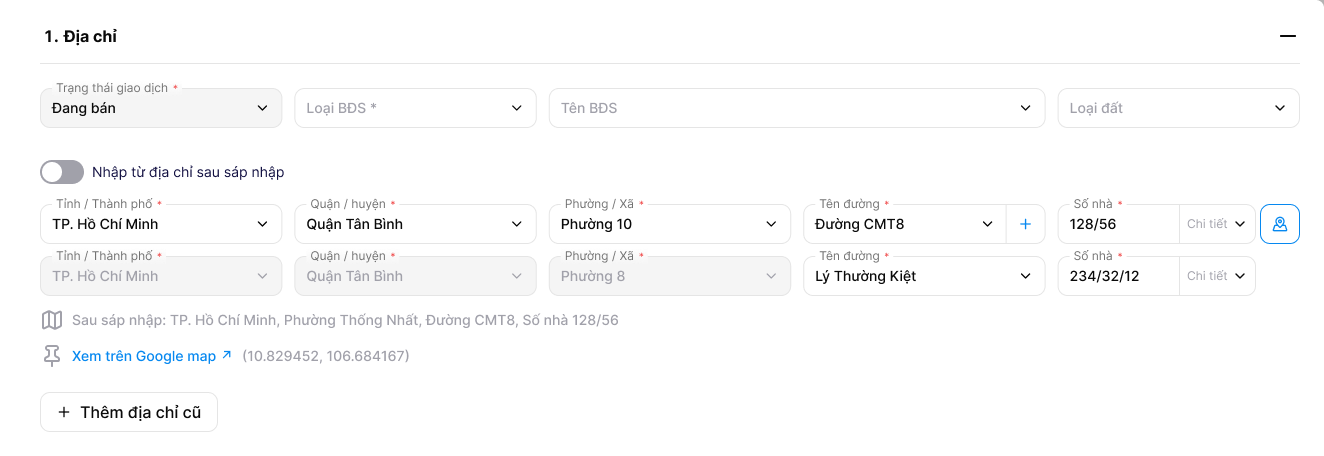 1. Địa chỉ
Trạng thái giao dịch *
Đang bán Loại BĐS * Tên BĐS Loại đất
Nhập từ địa chỉ sau sáp nhập
Tỉnh / Thành phố * Quận / huyện * Phường / Xã * Tên đường * Số nhà *
TP. Hồ Chí Minh Quận Tân Bình Phường 10 Đường CMT8 + 128/56 Chi tiết
Tỉnh / Thành phố * Quận / huyện * Phường / Xã * Tên đường * Số nhà *
TP. Hồ Chí Minh Quận Tân Bình Phường 8 Lý Thường Kiệt 234/32/12 Chi tiết
Sau sáp nhập: TP. Hồ Chí Minh, Phường Thống Nhất, Đường CMT8, Số nhà 128/56
Xem trên Google map ↗ (10.829452, 106.684167)
+ Thêm địa chỉ cũ